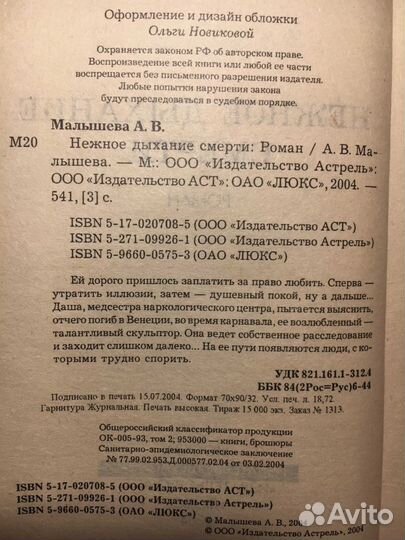 Оформление и дизайн обложки
Ольги Новиковой
Охраняется законом РФ об авторском праве.
Воспроизведение всей книги или любой ее части
воспрещается без письменного разрешения издателя.
Любые попытки нарушения закона
будут преследоваться в судебном порядке.
Малышева А. В.
М20 Нежное дыхание смерти: Роман / А. В. Ма-
лышева. — М.: ООО «Издательство Астрель»:
ООО «Издательство АСТ»: ОАО «ЛЮКС», 2004. —
541, [3] с.
ISBN 5-17-020708-5 (ООО «Издательство АСТ»)
ISBN 5-271-09926-1 (ООО «Издательство Астрель»)
ISBN 5-9660-0575-3 (ОАО «ЛЮКС»)
Ей дорого пришлось заплатить за право любить. Сперва —
утратить иллюзии, затем — душевный покой, ну а дальше...
Даша, медсестра наркологического центра, пытается выяснить,
отчего погиб в Венеции, во время карнавала, ее возлюбленный —
талантливый скульптор. Она ведет собственное расследование
и заходит слишком далеко... На ее пути появляются люди, с ко-
торыми трудно спорить.
УДК 821.161.1-312.4
ББК 84(2Рос=Рус)6-44
Подписано в печать 15.07.2004. Формат 70x90/32. Усл. печ. л. 18,72.
Гарнитура Журнальная. Печать высокая. Тираж 15 000 экз. Заказ № 1313.
Общероссийский классификатор продукции
ОК-005-93, том 2; 953000 — книги, брошюры
Санитарно-эпидемиологическое заключение
№ 77.99.02.953.Д.000577.02.04 от 03.02.2004
ISBN 5-17-020708-5 (ООО «Издательство АСТ»)
ISBN 5-271-09926-1 (ООО «Издательство Астрель»)
ISBN 5-9660-0575-3 (ОАО «ЛЮКС»)
© Малышева А. В., 2004
© ООО «Издательство Астрель», 2004
Avito